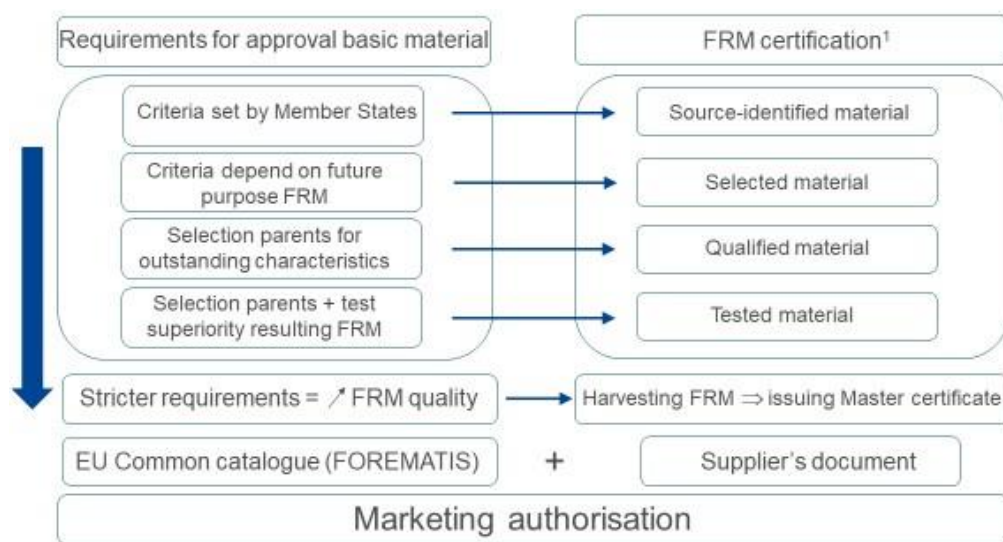 Requirements for approval basic material
FRM certification¹
Criteria set by Member States
Source-identified material
Criteria depend on future
purpose FRM
Selected material
Selection parents for
outstanding characteristics
Qualified material
Selection parents + test
superiority resulting FRM
Tested material
Stricter requirements = ↗ FRM quality
Harvesting FRM ⇒ issuing Master certificate
EU Common catalogue (FOREMATIS)
+
Supplier's document
Marketing authorisation